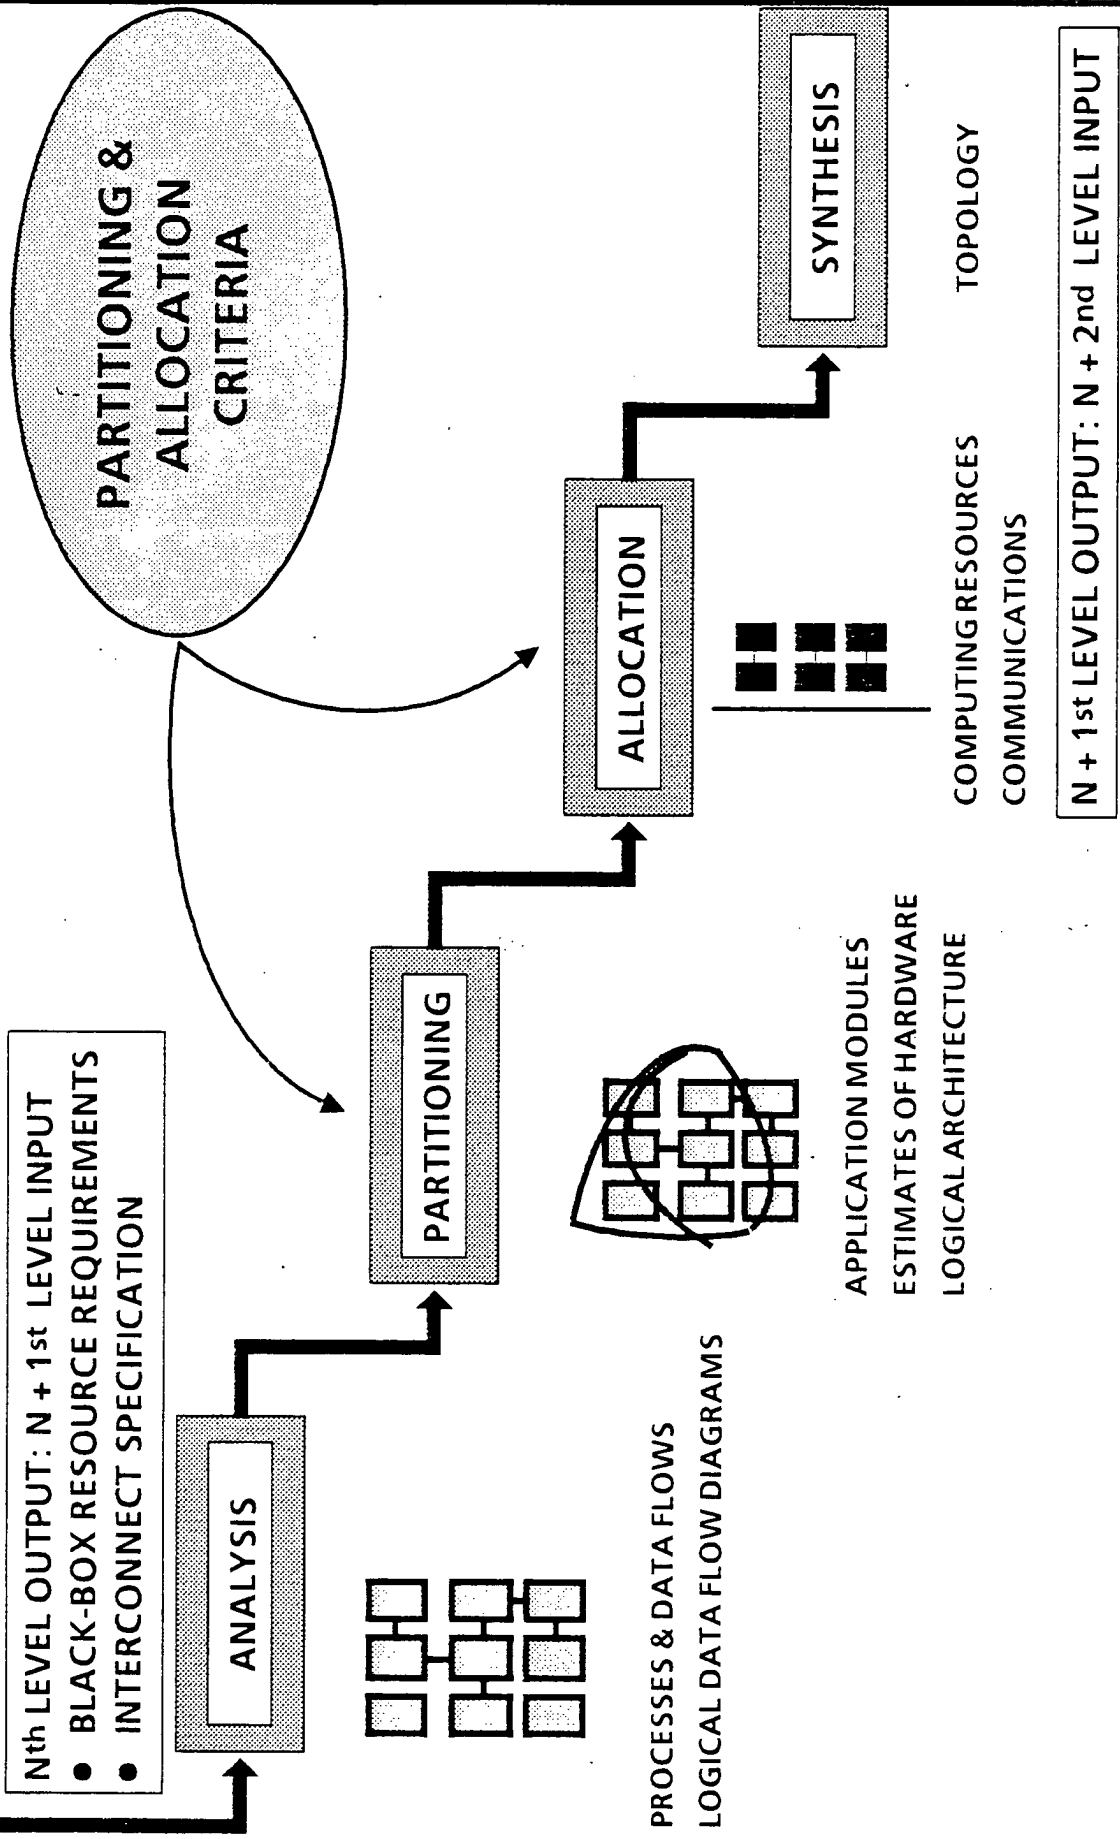 Nth LEVEL OUTPUT: N + 1st LEVEL INPUT
● BLACK-BOX RESOURCE REQUIREMENTS
● INTERCONNECT SPECIFICATION
PARTITIONING &
ALLOCATION
CRITERIA
ANALYSIS
PARTITIONING
ALLOCATION
SYNTHESIS
PROCESSES & DATA FLOWS
LOGICAL DATA FLOW DIAGRAMS
APPLICATION MODULES
ESTIMATES OF HARDWARE
LOGICAL ARCHITECTURE
COMPUTING RESOURCES
COMMUNICATIONS
TOPOLOGY
N + 1st LEVEL OUTPUT: N + 2nd LEVEL INPUT